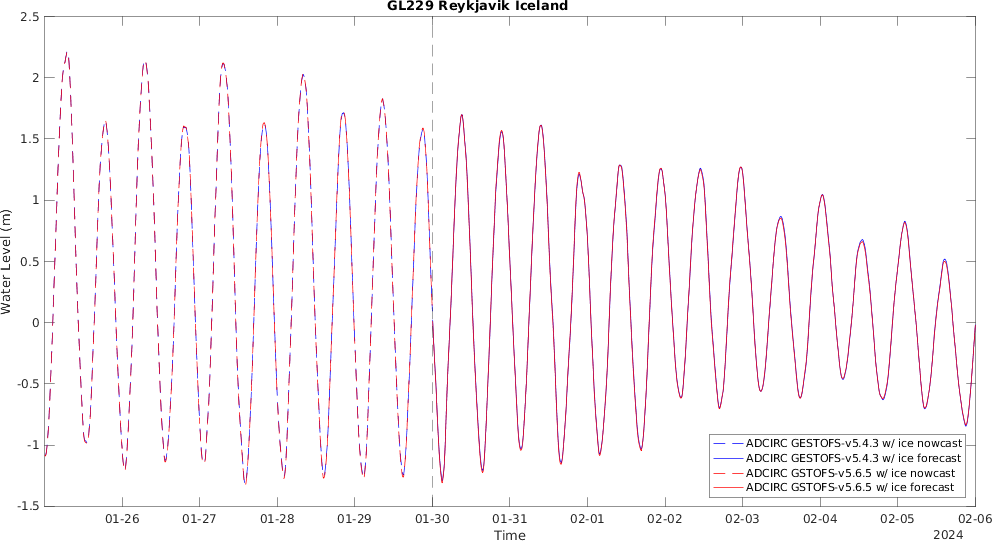 GL229 Reykjavik Iceland
2.5
2
1.5
1
0.5
0
-0.5
-1
-1.5
Water Level (m)
01-26 01-27 01-28 01-29 01-30 01-31 02-01 02-02 02-03 02-04 02-05 02-06
Time
2024
ADCIRC GESTOFS-v5.4.3 w/ ice nowcast
ADCIRC GESTOFS-v5.4.3 w/ ice forecast
ADCIRC GSTOFS-v5.6.5 w/ ice nowcast
ADCIRC GSTOFS-v5.6.5 w/ ice forecast